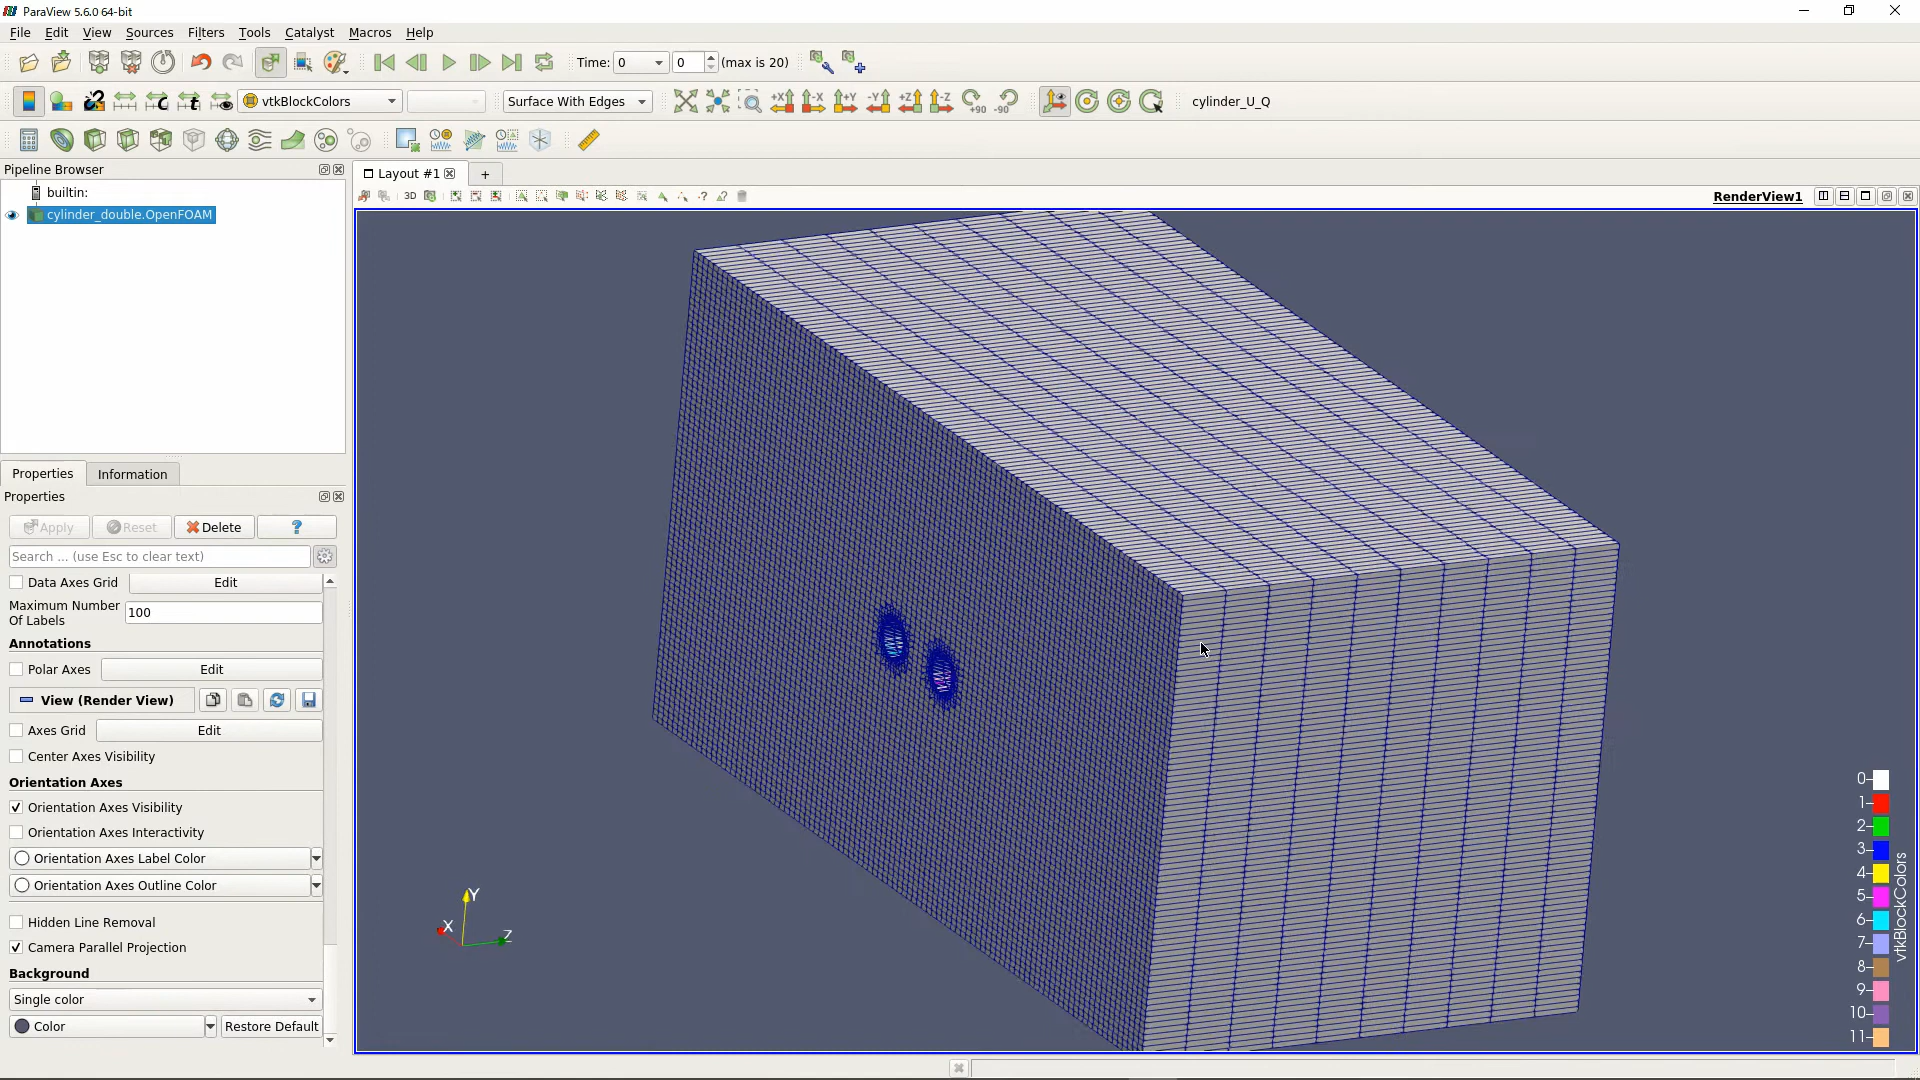 ParaView 5.6.0 64-bit
File Edit View Sources Filters Tools Catalyst Macros Help
Time: 0 0 (max is 20)
vtkBlockColors Surface With Edges +X -X +Y -Y +Z -Z +90 -90 cylinder_U_Q
Pipeline Browser
builtin:
cylinder_double.OpenFOAM
Layout #1 +
3D RenderView1
Properties Information
Properties
Apply Reset Delete ?
Search ... (use Esc to clear text)
Data Axes Grid Edit
Maximum Number
Of Labels 100
Annotations
Polar Axes Edit
View (Render View)
Axes Grid Edit
Center Axes Visibility
Orientation Axes
Orientation Axes Visibility
Orientation Axes Interactivity
Orientation Axes Label Color
Orientation Axes Outline Color
Hidden Line Removal
Camera Parallel Projection
Background
Single color
Color Restore Default
Y
X
Z
0
1
2
3
4
5
6
7
8
9
10
11
vtkBlockColors